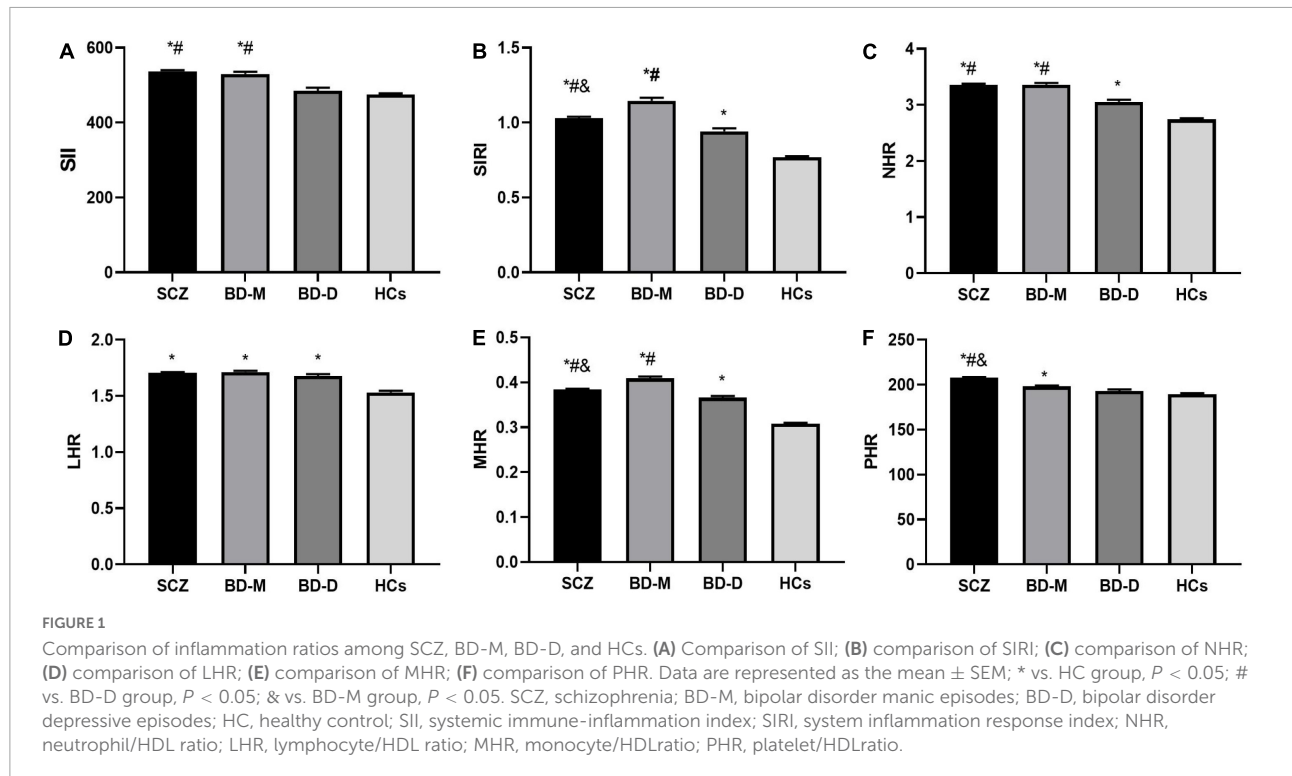 A
600
400
200
0
SII
*#
*#
SCZ
BD-M
BD-D
HCs
B
1.5
1.0
0.5
0.0
SIRI
*#&
*#
*
SCZ
BD-M
BD-D
HCs
C
4
3
2
1
0
NHR
*#
*#
*
SCZ
BD-M
BD-D
HCs
D
2.0
1.5
1.0
0.5
0.0
LHR
*
*
*
SCZ
BD-M
BD-D
HCs
E
0.5
0.4
0.3
0.2
0.1
0.0
MHR
*#&
*#
*
SCZ
BD-M
BD-D
HCs
F
250
200
150
100
50
0
PHR
*#&
*
SCZ
BD-M
BD-D
HCs
FIGURE 1
Comparison of inflammation ratios among SCZ, BD-M, BD-D, and HCs. (A) Comparison of SII; (B) comparison of SIRI; (C) comparison of NHR;
(D) comparison of LHR; (E) comparison of MHR; (F) comparison of PHR. Data are represented as the mean ± SEM; * vs. HC group, P < 0.05; #
vs. BD-D group, P < 0.05; & vs. BD-M group, P < 0.05. SCZ, schizophrenia; BD-M, bipolar disorder manic episodes; BD-D, bipolar disorder
depressive episodes; HC, healthy control; SII, systemic immune-inflammation index; SIRI, system inflammation response index; NHR,
neutrophil/HDL ratio; LHR, lymphocyte/HDL ratio; MHR, monocyte/HDLratio; PHR, platelet/HDLratio.